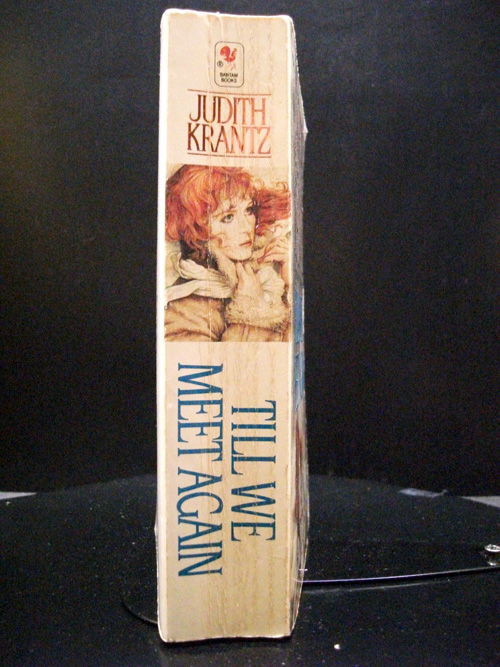 ®
BANTAM
BOOKS
JUDITH
KRANTZ
TILL WE
MEET AGAIN